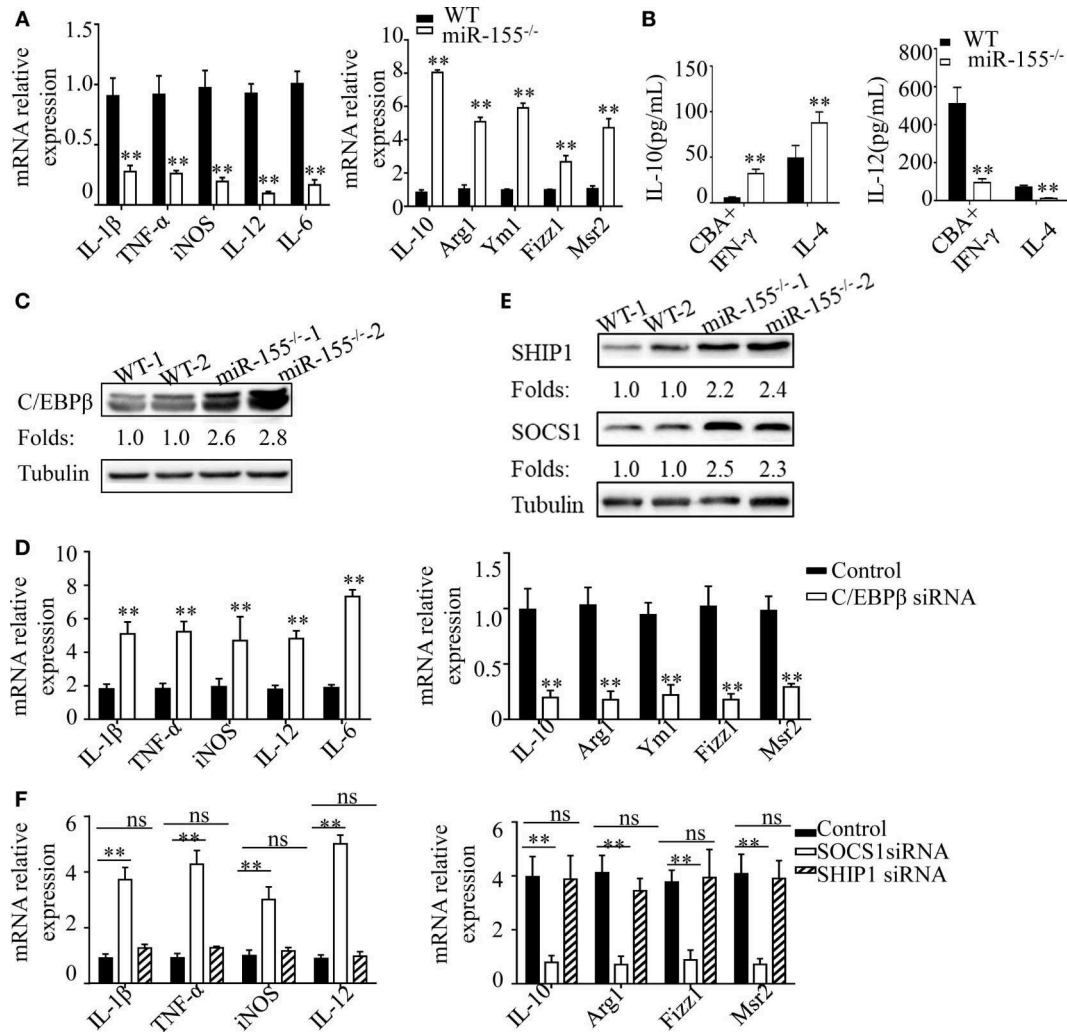 A
WT
miR-155-/-
mRNA relative expression
1.5
1.0
0.5
0
**
**
**
**
**
IL-1β
TNF-α
iNOS
IL-12
IL-6
mRNA relative expression
10
8
6
4
2
0
**
**
**
**
**
IL-10
Arg1
Ym1
Fizz1
Msr2
B
WT
miR-155-/-
IL-10(pg/mL)
150
100
50
0
**
**
CBA+
IFN-γ
IL-4
IL-12(pg/mL)
800
600
400
200
0
**
**
CBA+
IFN-γ
IL-4
C
WT-1
WT-2
miR-155-/--1
miR-155-/--2
C/EBPβ
Folds: 1.0 1.0 2.6 2.8
Tubulin
E
WT-1
WT-2
miR-155-/--1
miR-155-/--2
SHIP1
Folds: 1.0 1.0 2.2 2.4
SOCS1
Folds: 1.0 1.0 2.5 2.3
Tubulin
D
mRNA relative expression
10
8
6
4
2
0
**
**
**
**
**
IL-1β
TNF-α
iNOS
IL-12
IL-6
mRNA relative expression
1.5
1.0
0.5
0
**
**
**
**
**
IL-10
Arg1
Ym1
Fizz1
Msr2
Control
C/EBPβ siRNA
F
mRNA relative expression
6
4
2
0
ns
**
ns
**
ns
**
ns
**
IL-1β
TNF-α
iNOS
IL-12
mRNA relative expression
6
4
2
0
ns
**
ns
**
ns
**
ns
**
IL-10
Arg1
Fizz1
Msr2
Control
SOCS1siRNA
SHIP1 siRNA